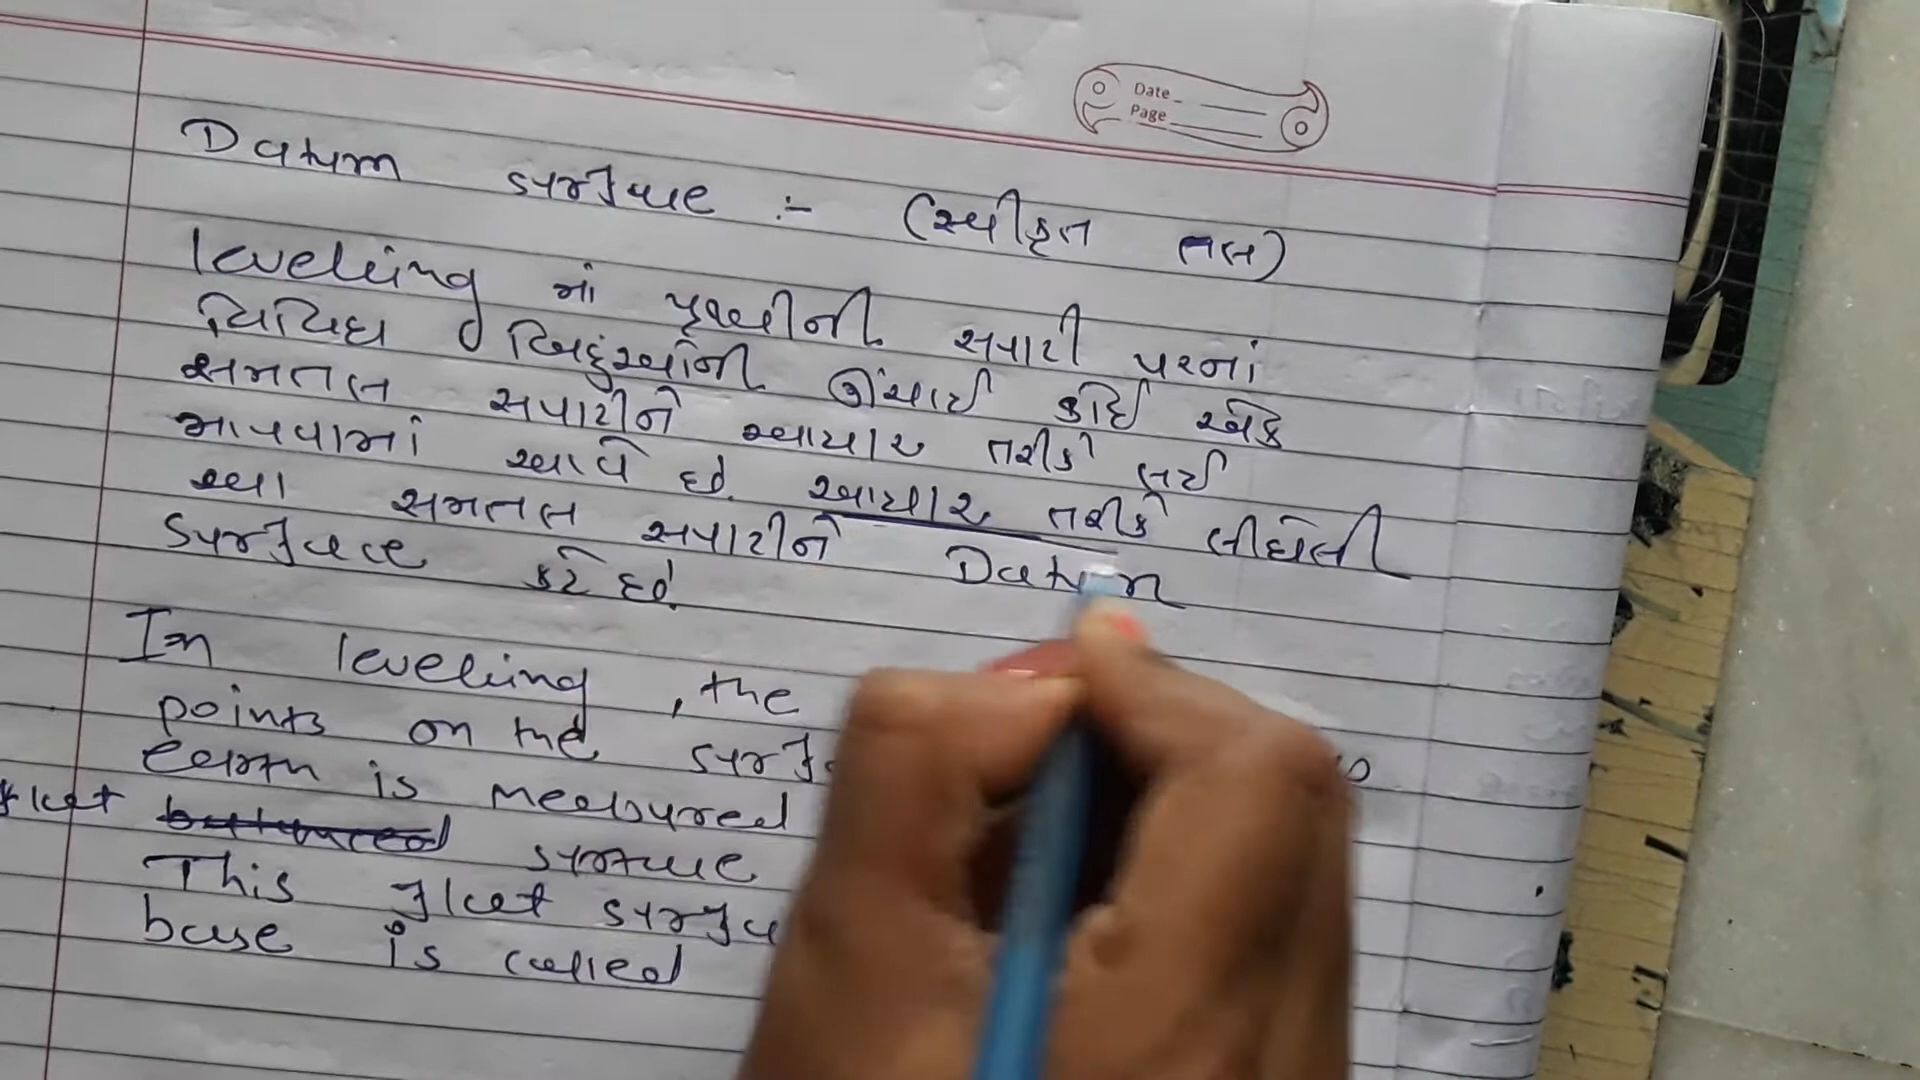 Date
Page
Datum surface :- (સ્વીકૃત તલ)
leveling માં પૃથ્વીની સપાટી પરનાં
વિવિધ બિંદુઓની ઊંચાઈ કોઈ એક
સમતલ સપાટીને આધાર તરીકે લઈ
માપવામાં આવે છે. આધાર તરીકે લીધેલી
આ સમતલ સપાટીને Datum
surface કહે છે.
In leveling, the
points on the
earth is measured
flat surface
This flat
base is called